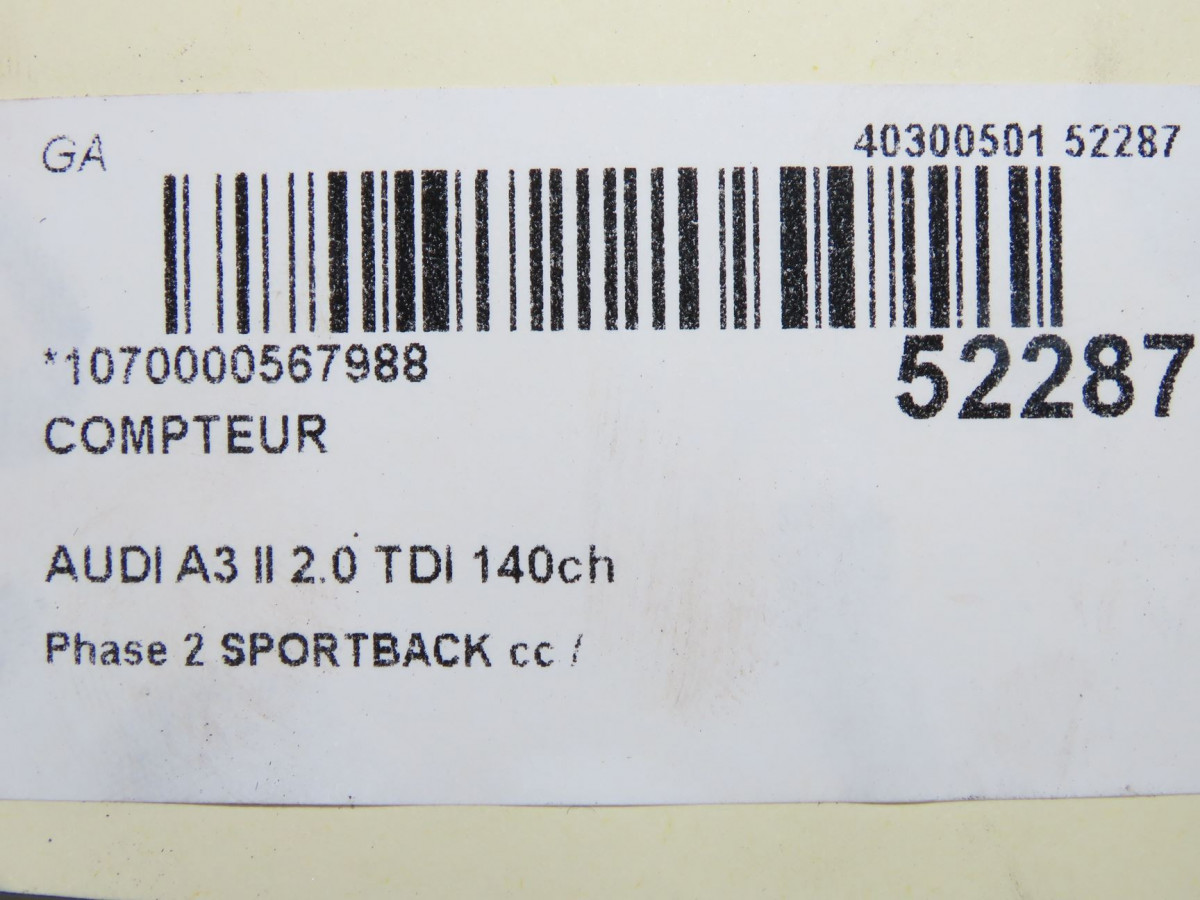 GA
40300501 52287
*1070000567988
52287
COMPTEUR
AUDI A3 II 2.0 TDI 140ch
Phase 2 SPORTBACK cc /